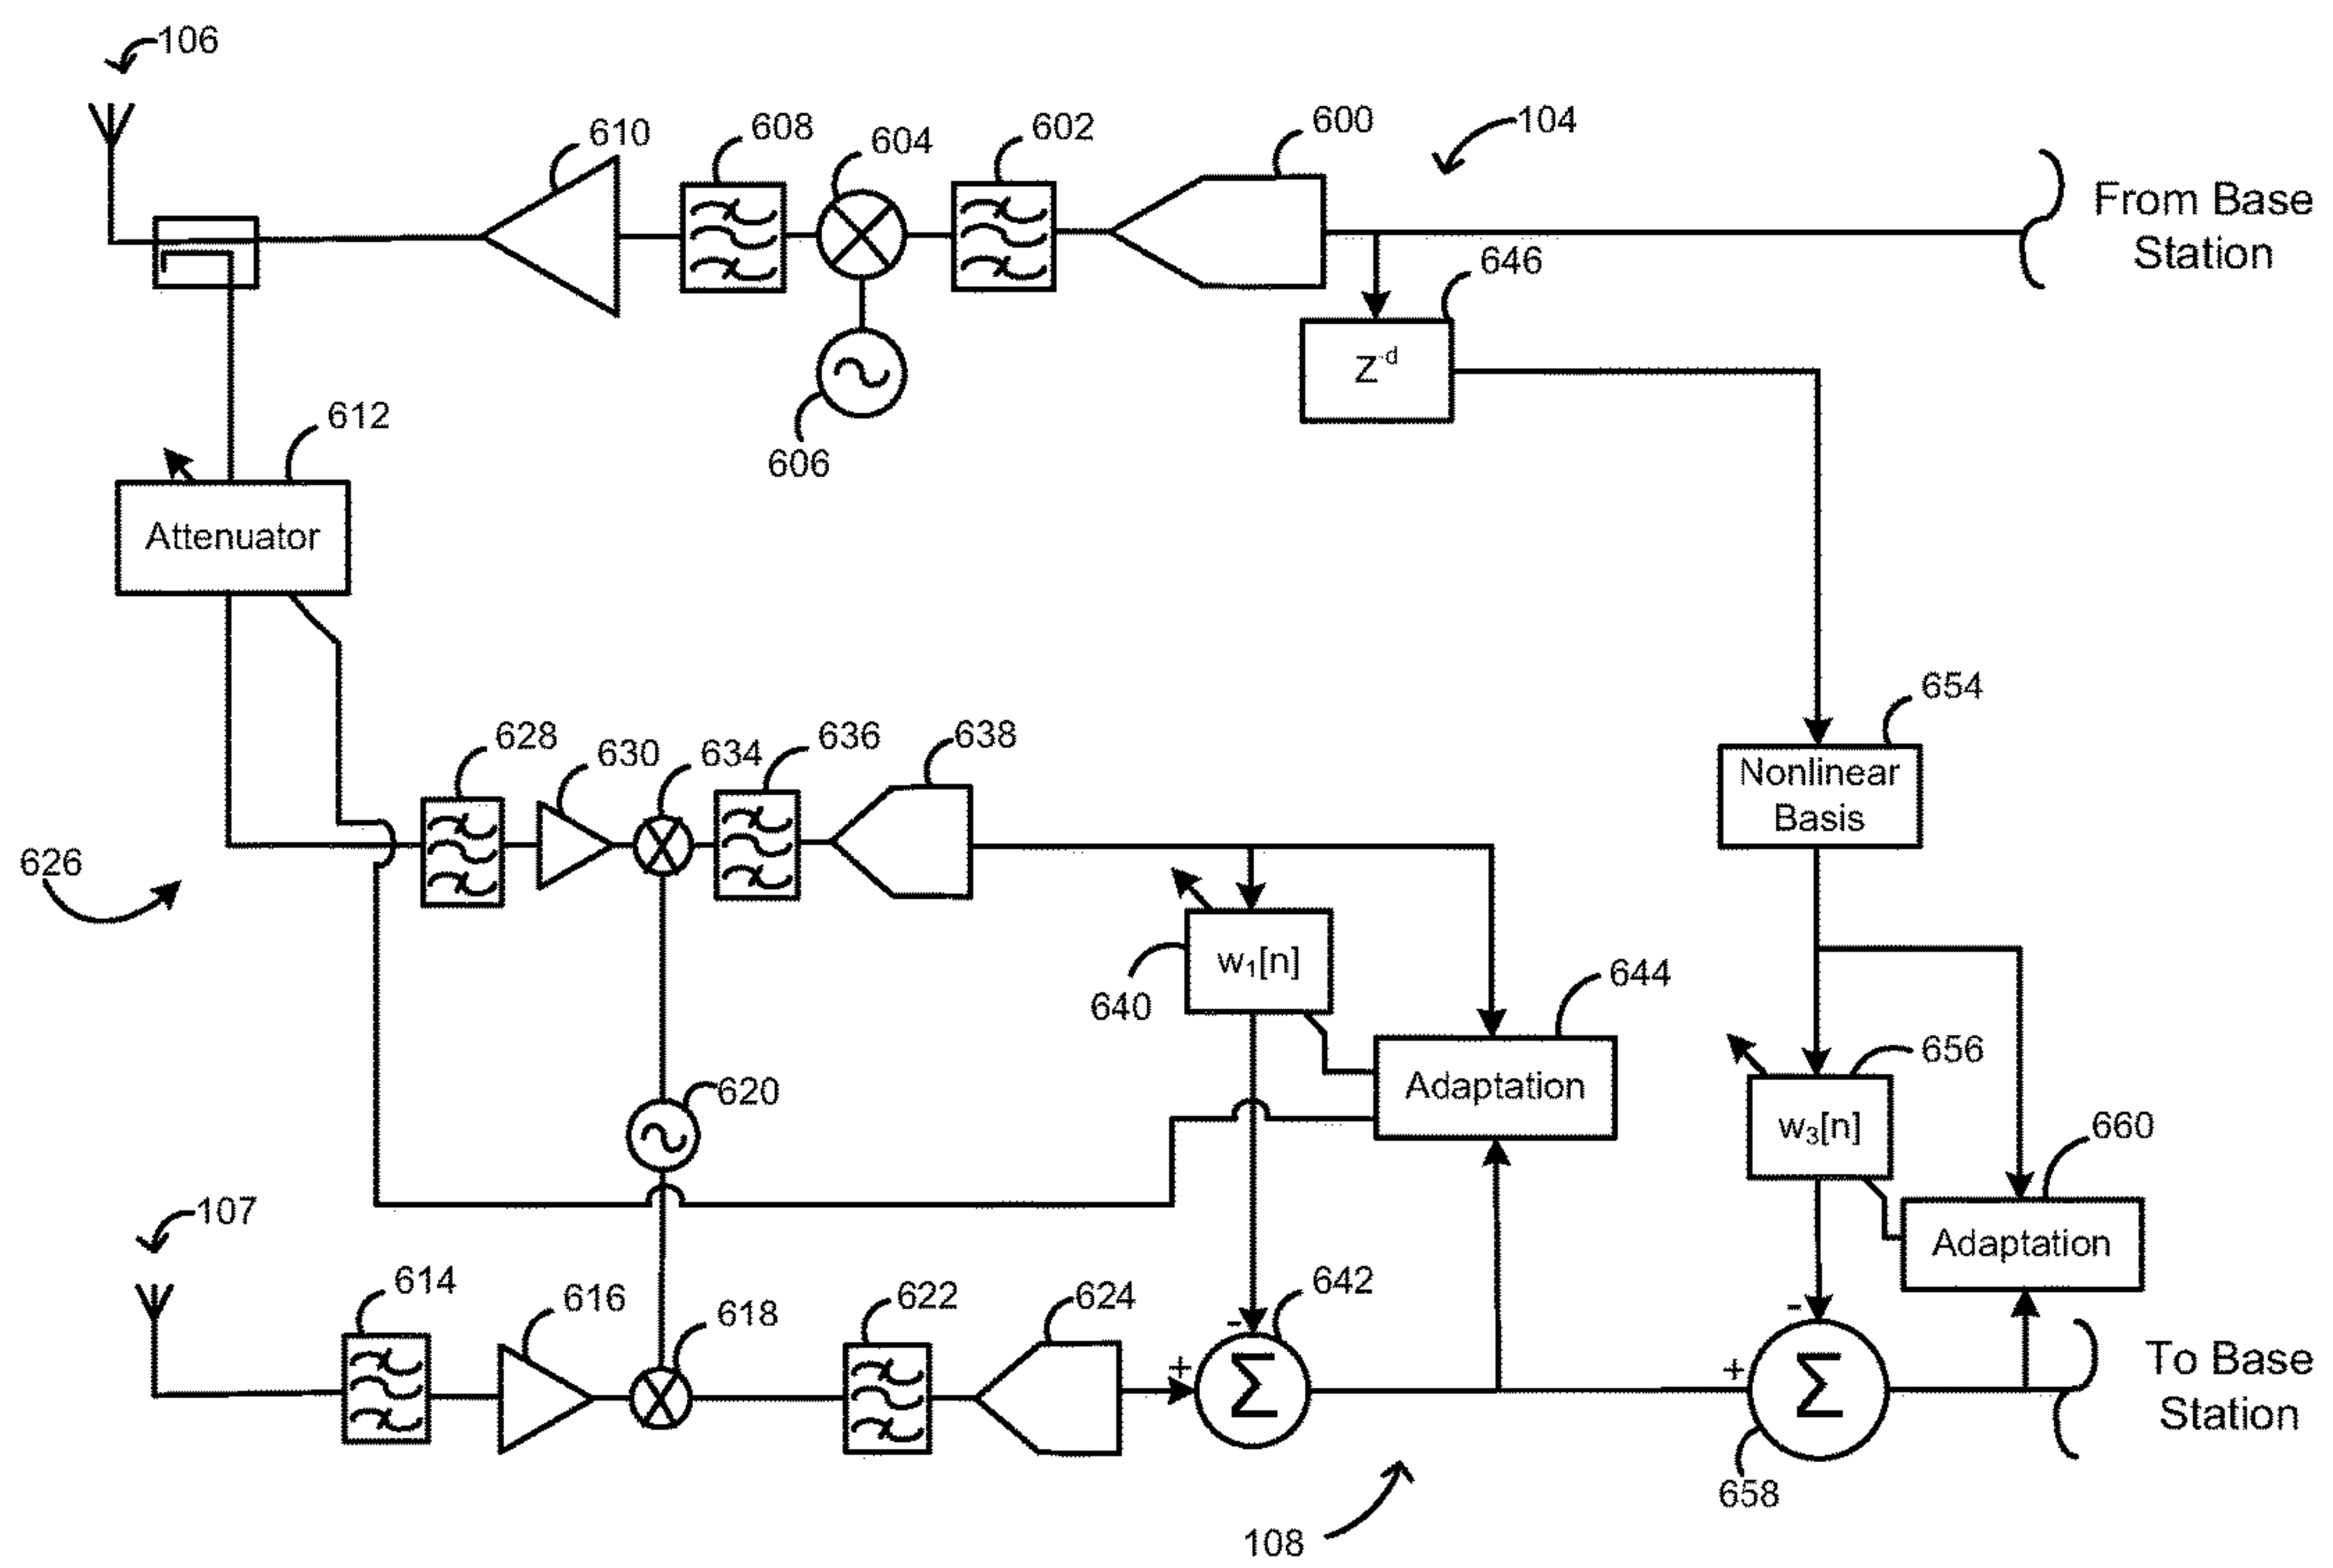 106
610
608
604
602
600
104
From Base
Station
646
Z-d
606
612
Attenuator
654
Nonlinear
Basis
628
630
634
636
638
626
w1[n]
640
644
Adaptation
656
w3[n]
620
660
Adaptation
107
614
616
618
622
624
642
-
+
Σ
-
+
Σ
To Base
Station
658
108